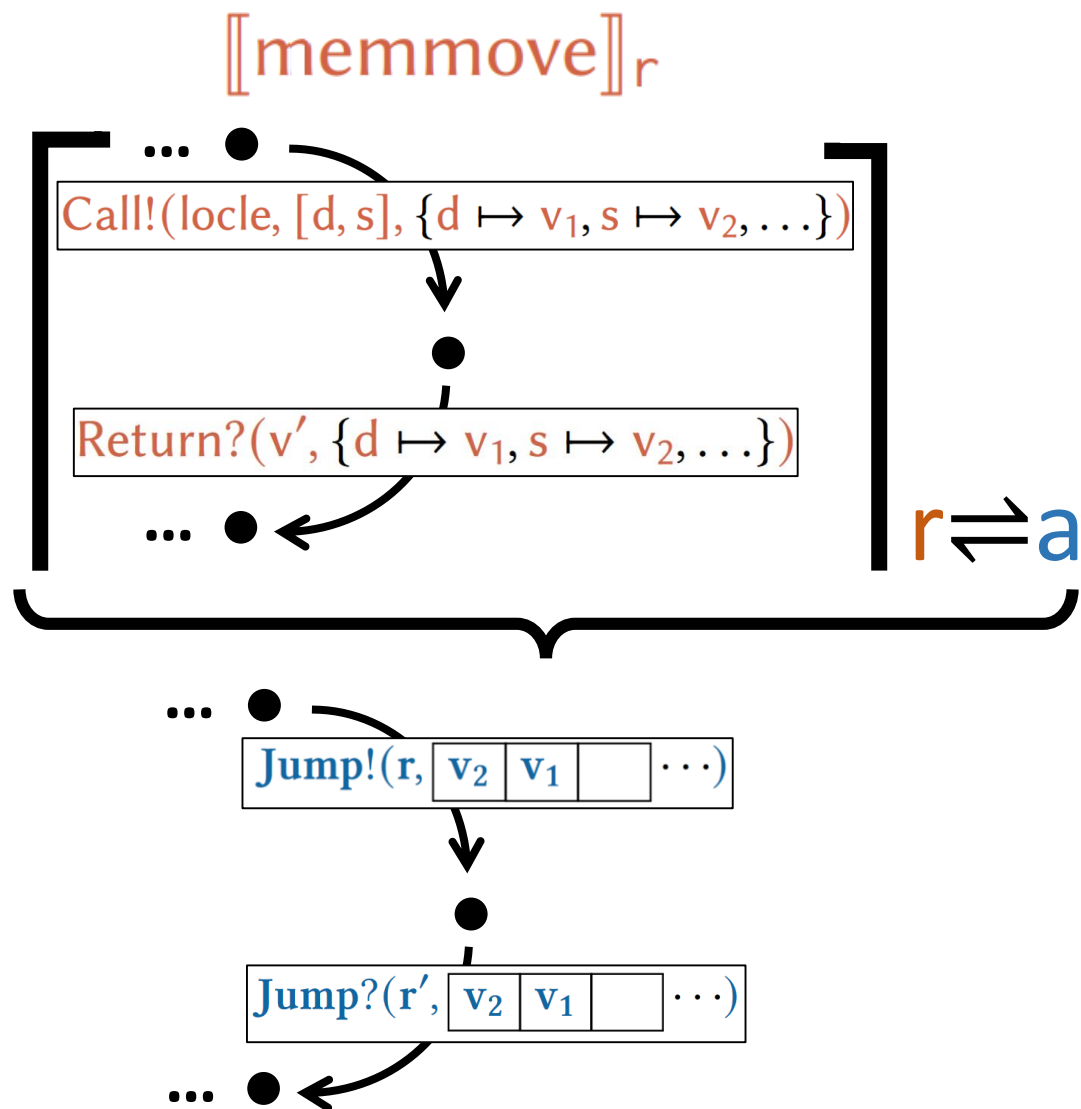 ⟦memmove⟧r
...
Call!(locle, [d, s], {d ↦ v₁, s ↦ v₂, ...})
Return?(v′, {d ↦ v₁, s ↦ v₂, ...})
...
r⇌a
...
Jump!(r, v₂ v₁ ···)
Jump?(r′, v₂ v₁ ···)
...